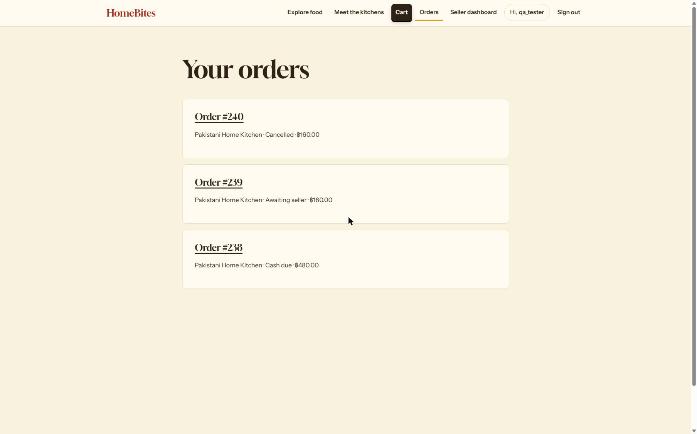 HomeBites
Explore food Meet the kitchens Cart Orders Seller dashboard Hi, qa_tester Sign out
Your orders
Order #240
Pakistani Home Kitchen · Cancelled · ฿160.00
Order #239
Pakistani Home Kitchen · Awaiting seller · ฿160.00
Order #238
Pakistani Home Kitchen · Cash due · ฿480.00